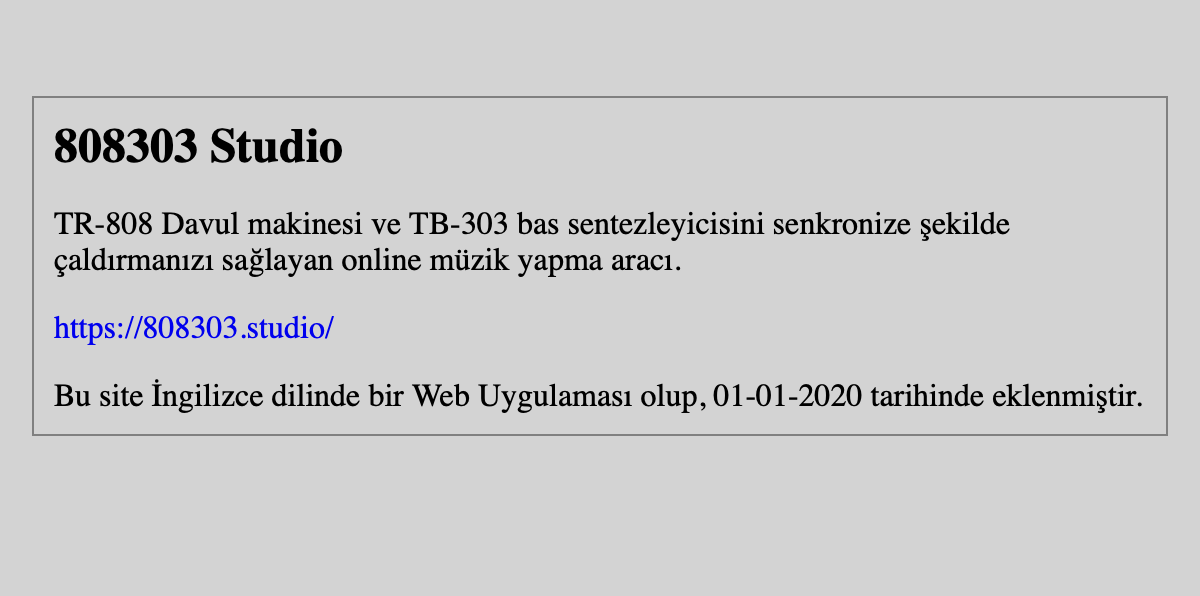 808303 Studio
TR-808 Davul makinesi ve TB-303 bas sentezleyicisini senkronize şekilde
çaldırmanızı sağlayan online müzik yapma aracı.
https://808303.studio/
Bu site İngilizce dilinde bir Web Uygulaması olup, 01-01-2020 tarihinde eklenmiştir.